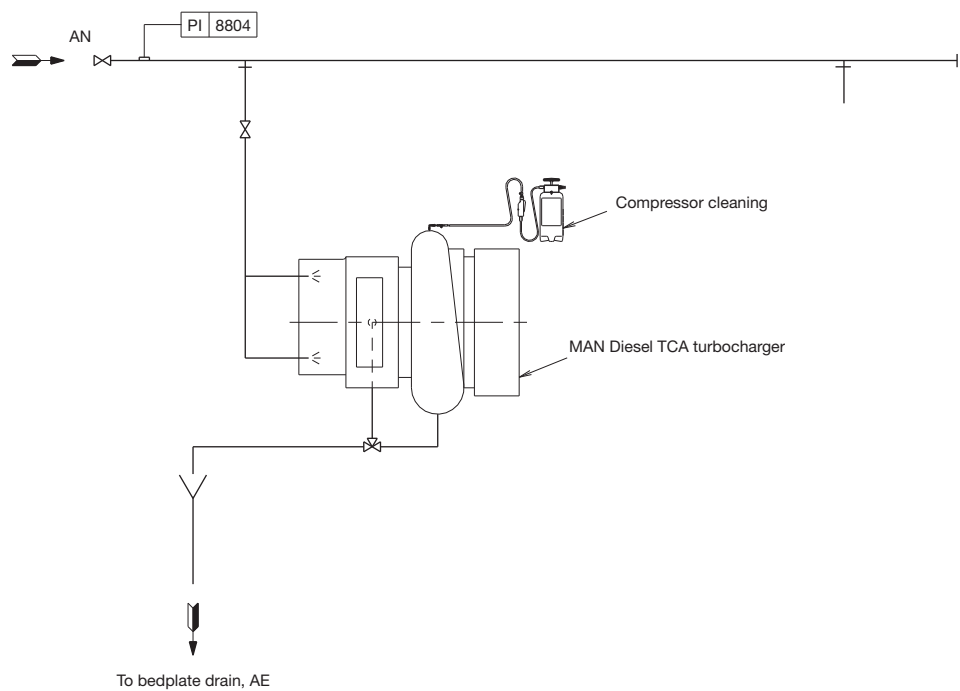 PI 8804
AN
Compressor cleaning
MAN Diesel TCA turbocharger
To bedplate drain, AE